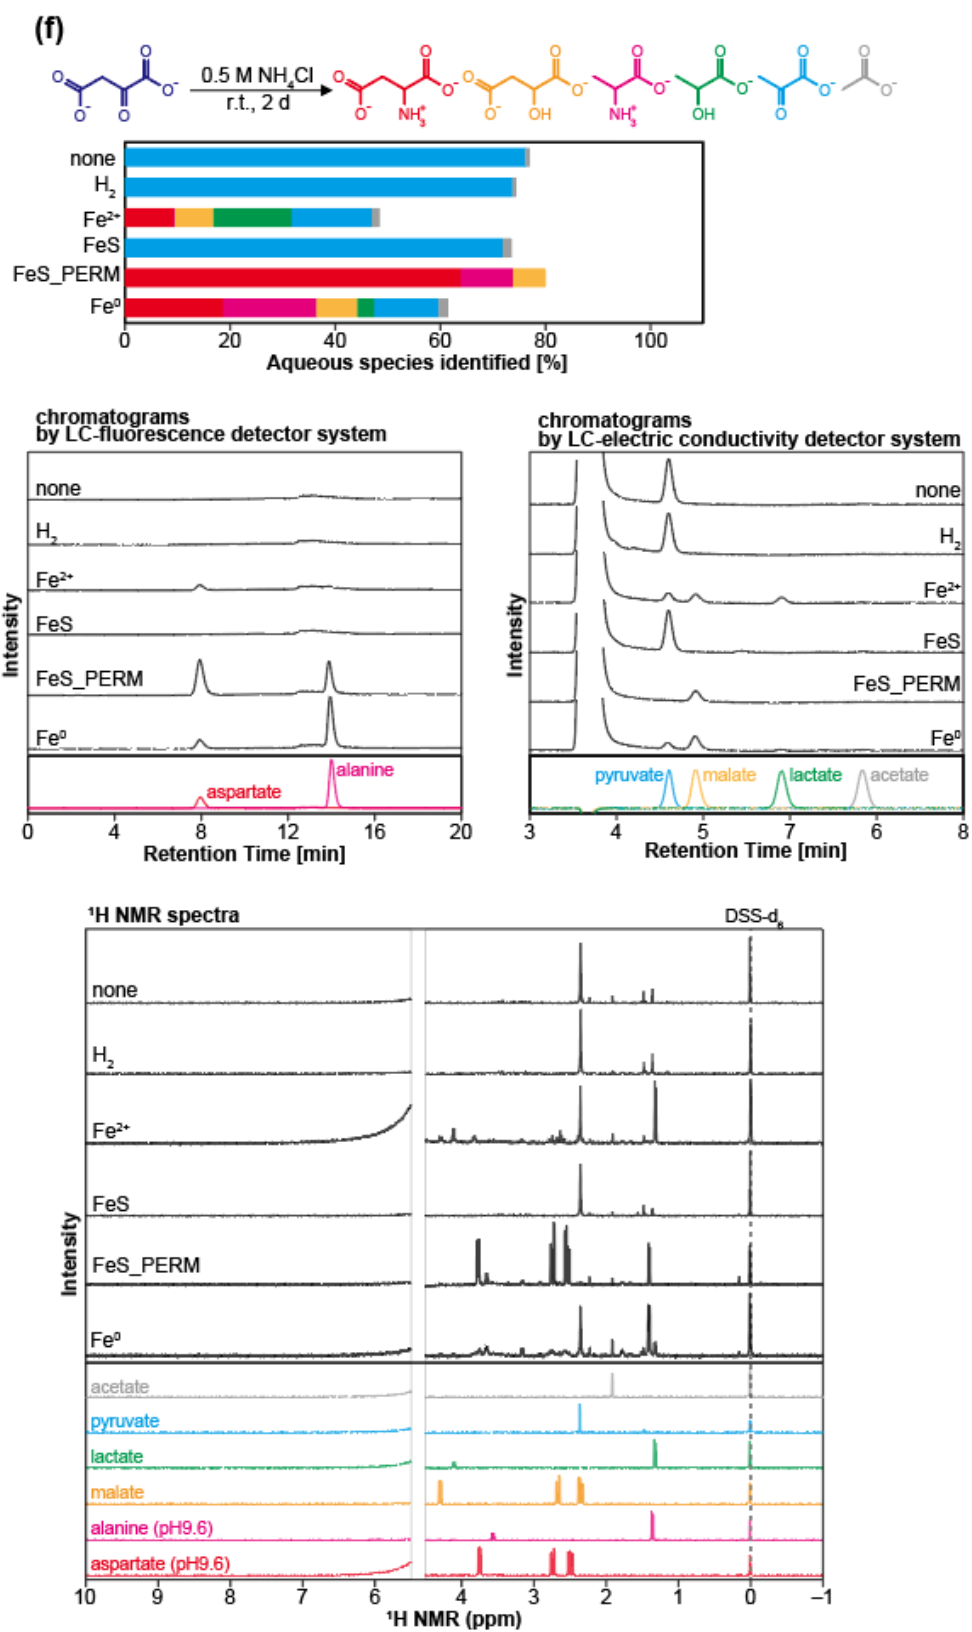 (f)
O O O O O O O O O O
0.5 M NH4Cl
O⁻ O⁻ O⁻ O⁻ O⁻ O⁻ O⁻
r.t., 2 d
O⁻ O O⁻ NH3⁺ O⁻ OH NH3⁺ OH O
none
H2
Fe²⁺
FeS
FeS_PERM
Fe⁰
0 20 40 60 80 100
Aqueous species identified [%]
chromatograms
by LC-fluorescence detector system
none
H2
Fe²⁺
FeS
FeS_PERM
Fe⁰
alanine
aspartate
Intensity
0 4 8 12 16 20
Retention Time [min]
chromatograms
by LC-electric conductivity detector system
none
H2
Fe²⁺
FeS
FeS_PERM
Fe⁰
pyruvate malate lactate acetate
Intensity
3 4 5 7 6 8
Retention Time [min]
¹H NMR spectra
DSS-d6
none
H2
Fe²⁺
FeS
FeS_PERM
Fe⁰
acetate
pyruvate
lactate
malate
alanine (pH9.6)
aspartate (pH9.6)
Intensity
10 9 8 7 6 4 3 2 1 0 −1
¹H NMR (ppm)